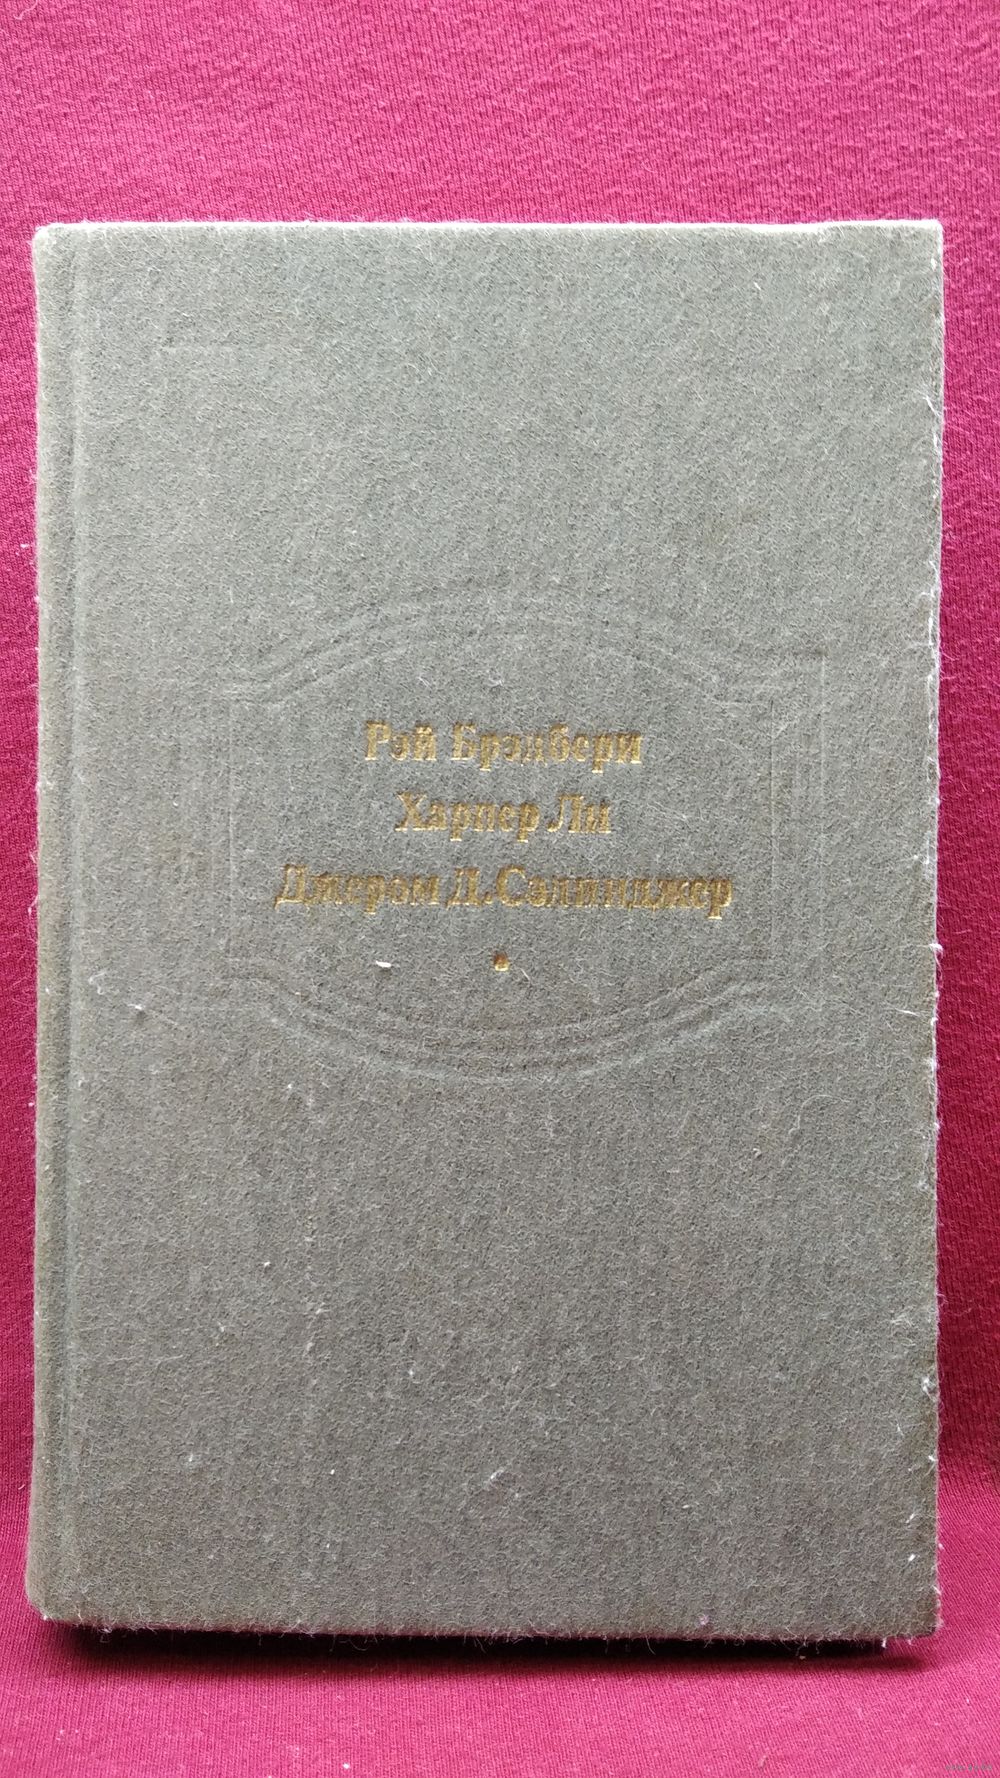 Рэй Брэдбери
Харпер Ли
Джером Д. Сэлинджер